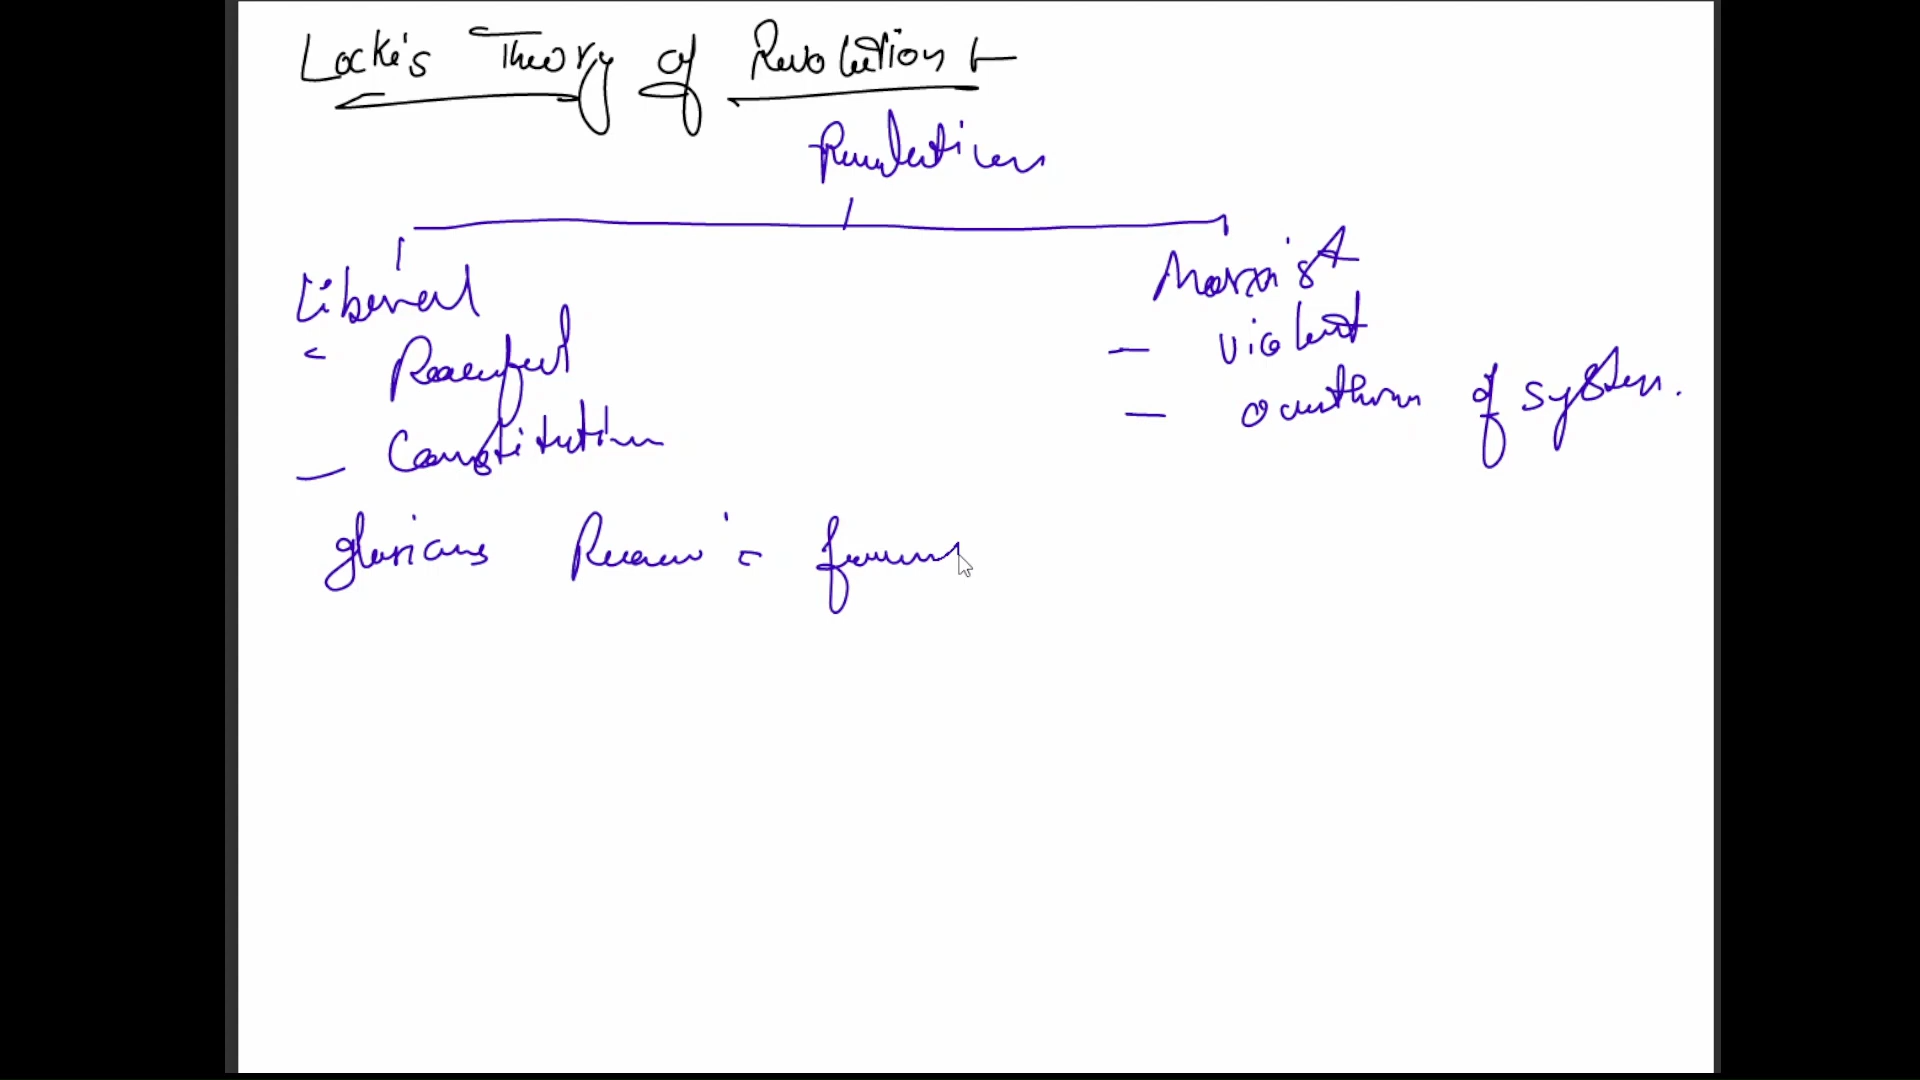 Locke's Theory of Revolution
Revolution
Liberal
Marxist
- Peaceful
- violent
- overthrow of system.
- Constitution
glorious